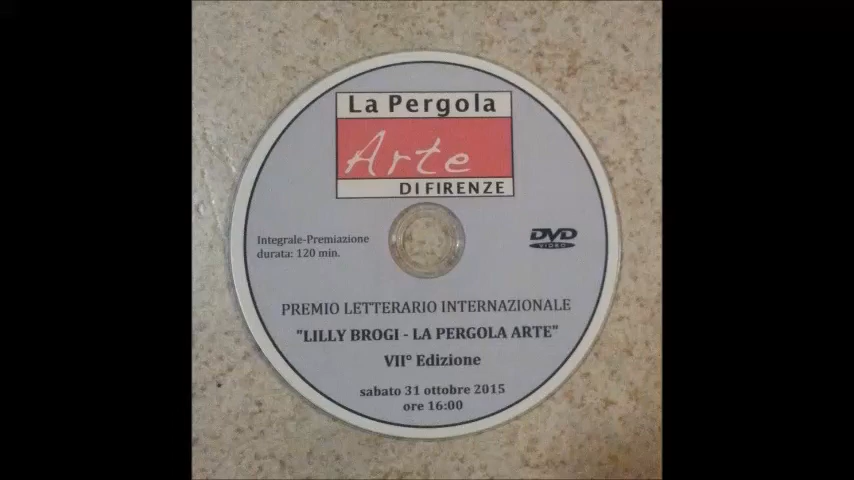 La Pergola
Arte
DI FIRENZE
Integrale-Premiazione
durata: 120 min.
DVD
VIDEO
PREMIO LETTERARIO INTERNAZIONALE
"LILLY BROGI - LA PERGOLA ARTE"
VII° Edizione
sabato 31 ottobre 2015
ore 16:00